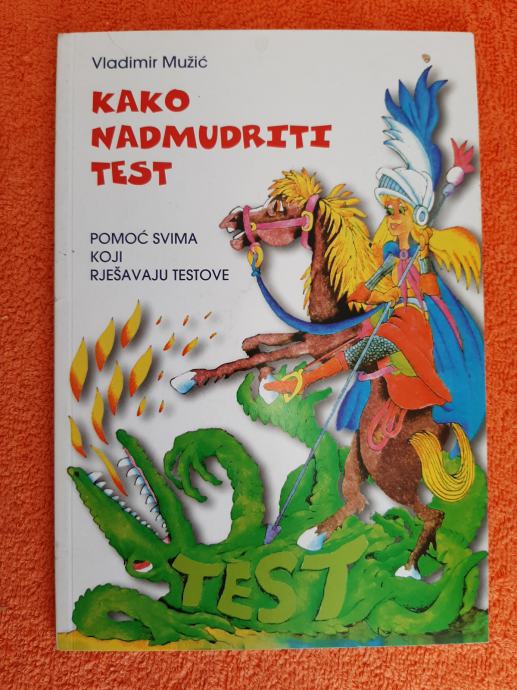 Vladimir Mužić
KAKO
NADMUDRITI
TEST
POMOĆ SVIMA
KOJI
RJEŠAVAJU TESTOVE
TEST